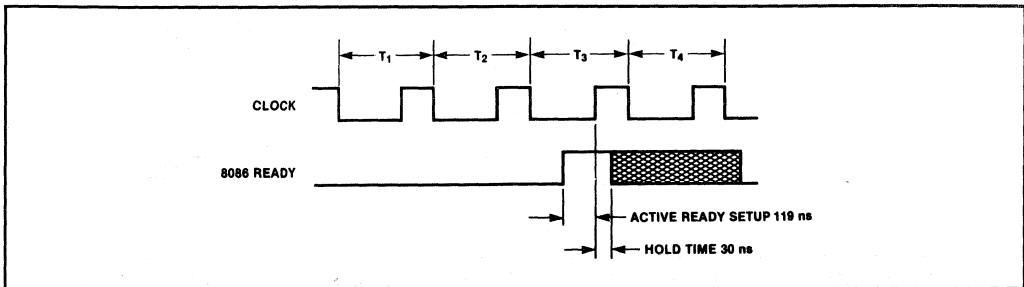 T1 T2 T3 T4
CLOCK
8086 READY
ACTIVE READY SETUP 119 ns
HOLD TIME 30 ns